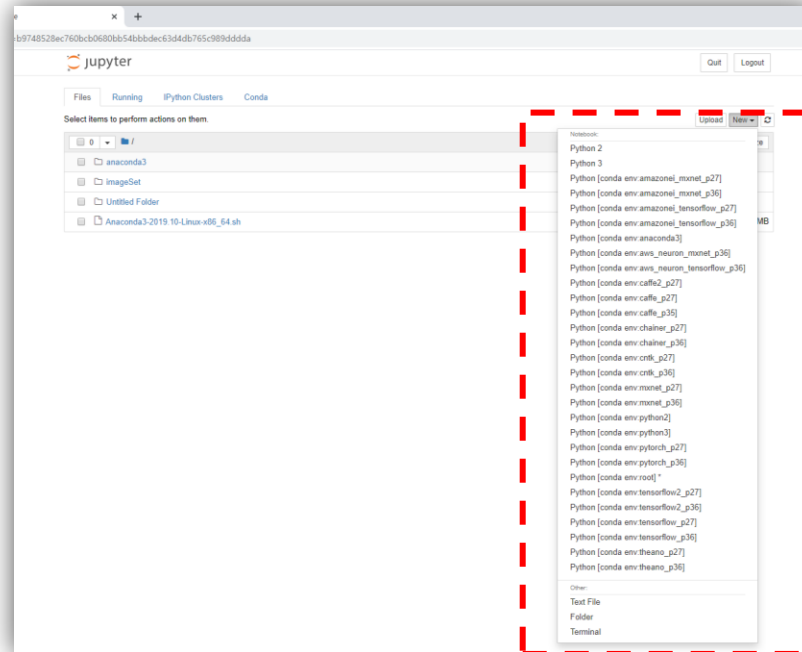 b9748528ec760bcb0680bb54bbbdec63d4db765c989dddda
jupyter
Quit Logout
Files Running IPython Clusters Conda
Select items to perform actions on them.
Upload New
0 /
anaconda3
imageSet
Untitled Folder
Anaconda3-2019.10-Linux-x86_64.sh
MB
Notebook:
Python 2
Python 3
Python [conda env:amazonei_mxnet_p27]
Python [conda env:amazonei_mxnet_p36]
Python [conda env:amazonei_tensorflow_p27]
Python [conda env:amazonei_tensorflow_p36]
Python [conda env:anaconda3]
Python [conda env:aws_neuron_mxnet_p36]
Python [conda env:aws_neuron_tensorflow_p36]
Python [conda env:caffe2_p27]
Python [conda env:caffe_p27]
Python [conda env:caffe_p35]
Python [conda env:chainer_p27]
Python [conda env:chainer_p36]
Python [conda env:cntk_p27]
Python [conda env:cntk_p36]
Python [conda env:mxnet_p27]
Python [conda env:mxnet_p36]
Python [conda env:python2]
Python [conda env:python3]
Python [conda env:pytorch_p27]
Python [conda env:pytorch_p36]
Python [conda env:root] *
Python [conda env:tensorflow2_p27]
Python [conda env:tensorflow2_p36]
Python [conda env:tensorflow_p27]
Python [conda env:tensorflow_p36]
Python [conda env:theano_p27]
Python [conda env:theano_p36]
Other:
Text File
Folder
Terminal